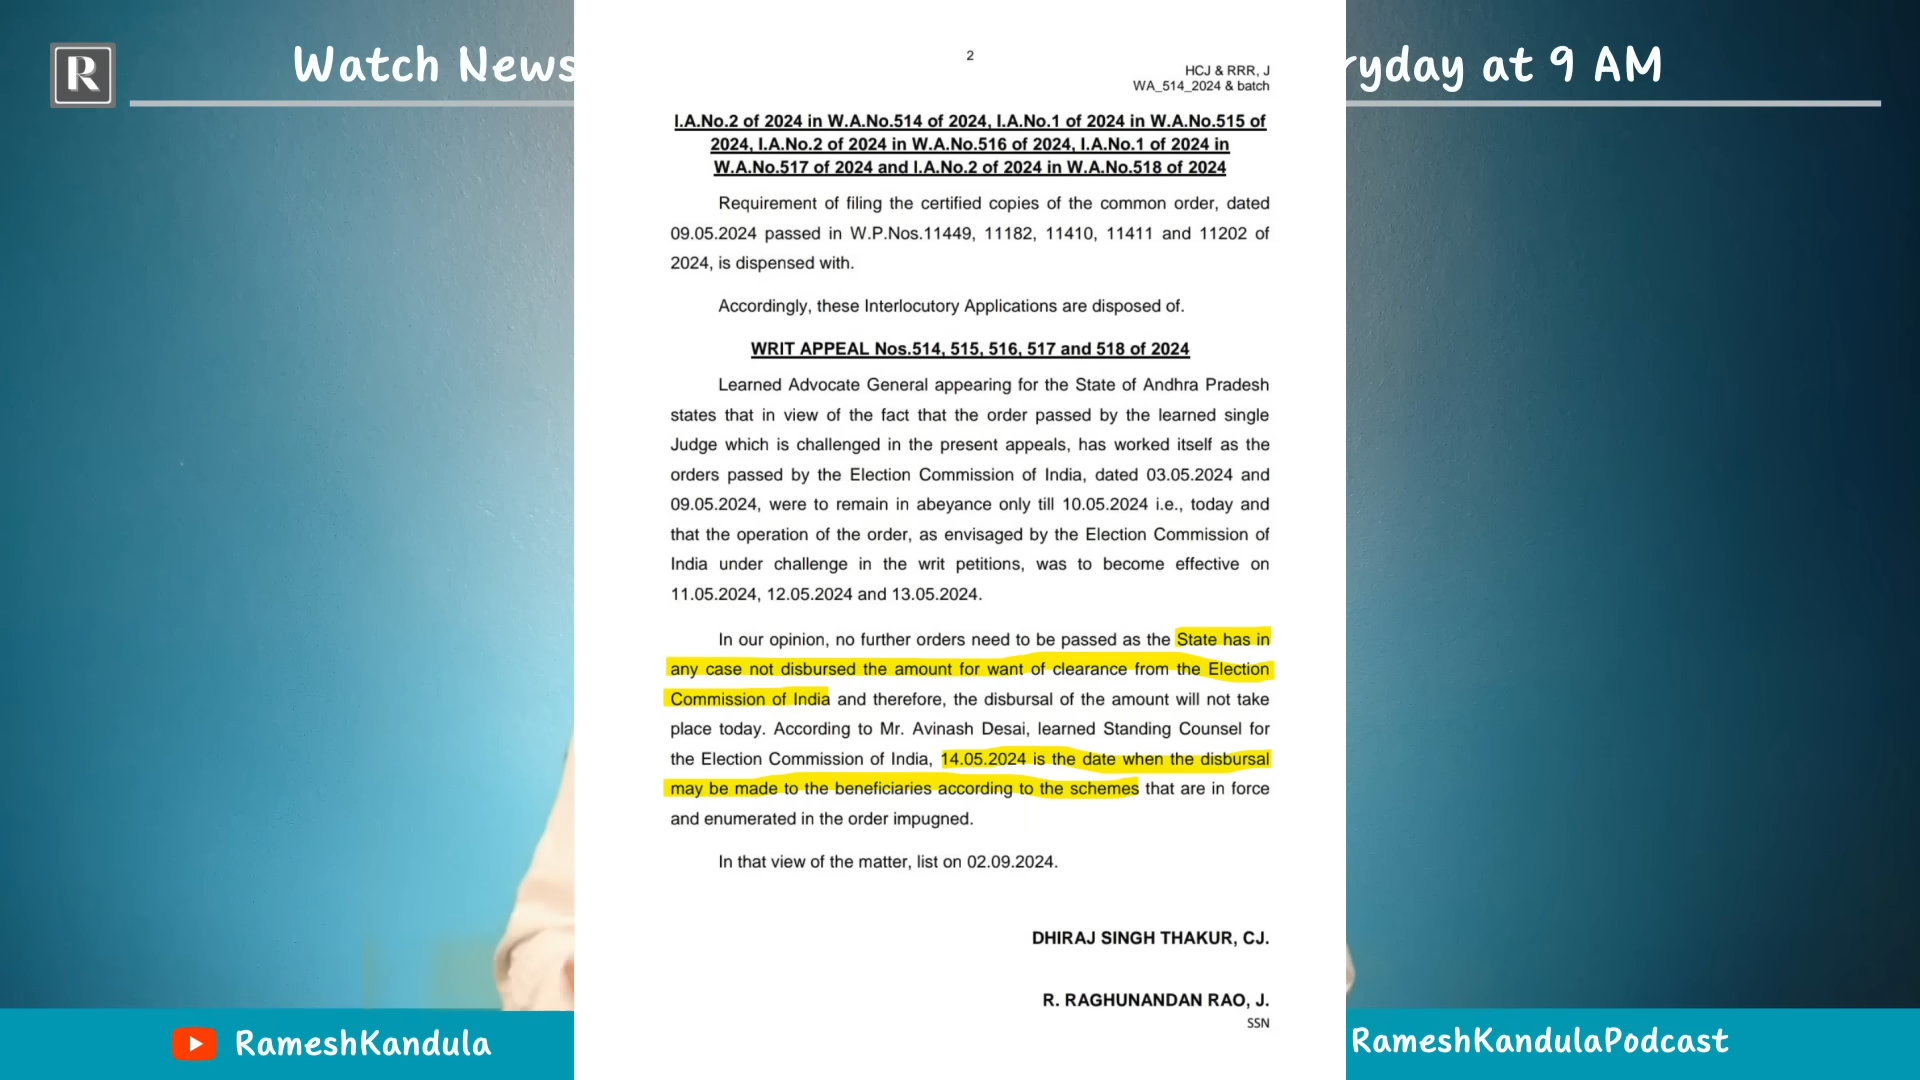 R
Watch News
ryday at 9 AM
2
HCJ & RRR, J
WA_514_2024 & batch
I.A.No.2 of 2024 in W.A.No.514 of 2024, I.A.No.1 of 2024 in W.A.No.515 of
2024, I.A.No.2 of 2024 in W.A.No.516 of 2024, I.A.No.1 of 2024 in
W.A.No.517 of 2024 and I.A.No.2 of 2024 in W.A.No.518 of 2024
Requirement of filing the certified copies of the common order, dated
09.05.2024 passed in W.P.Nos.11449, 11182, 11410, 11411 and 11202 of
2024, is dispensed with.
Accordingly, these Interlocutory Applications are disposed of.
WRIT APPEAL Nos.514, 515, 516, 517 and 518 of 2024
Learned Advocate General appearing for the State of Andhra Pradesh
states that in view of the fact that the order passed by the learned single
Judge which is challenged in the present appeals, has worked itself as the
orders passed by the Election Commission of India, dated 03.05.2024 and
09.05.2024, were to remain in abeyance only till 10.05.2024 i.e., today and
that the operation of the order, as envisaged by the Election Commission of
India under challenge in the writ petitions, was to become effective on
11.05.2024, 12.05.2024 and 13.05.2024.
In our opinion, no further orders need to be passed as the State has in
any case not disbursed the amount for want of clearance from the Election
Commission of India and therefore, the disbursal of the amount will not take
place today. According to Mr. Avinash Desai, learned Standing Counsel for
the Election Commission of India, 14.05.2024 is the date when the disbursal
may be made to the beneficiaries according to the schemes that are in force
and enumerated in the order impugned.
In that view of the matter, list on 02.09.2024.
DHIRAJ SINGH THAKUR, CJ.
R. RAGHUNANDAN RAO, J.
SSN
RameshKandula
RameshKandulaPodcast